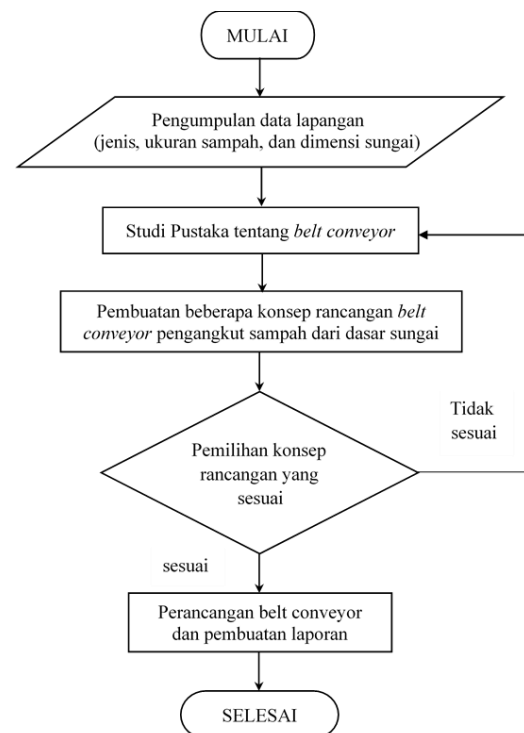 MULAI
Pengumpulan data lapangan
(jenis, ukuran sampah, dan dimensi sungai)
Studi Pustaka tentang belt conveyor
Pembuatan beberapa konsep rancangan belt
conveyor pengangkut sampah dari dasar sungai
Tidak
sesuai
Pemilihan konsep
rancangan yang
sesuai
sesuai
Perancangan belt conveyor
dan pembuatan laporan
SELESAI